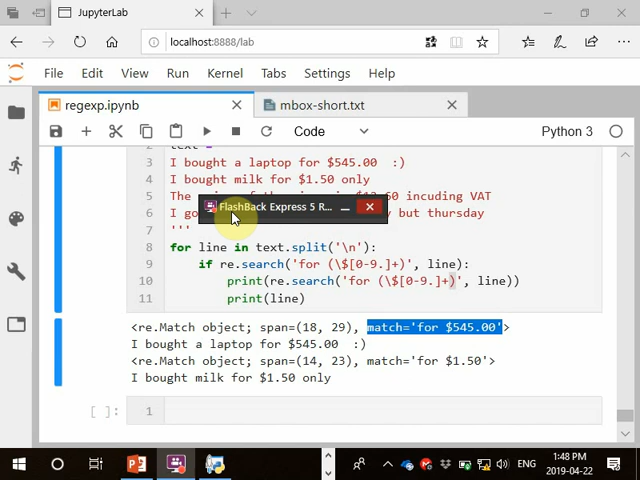 JupyterLab
localhost:8888/lab
File Edit View Run Kernel Tabs Settings Help
regexp.ipynb
mbox-short.txt
Code
Python 3
2 text =
3 I bought a laptop for $545.00 :)
4 I bought milk for $1.50 only
5 The incuding VAT
6 I go y but thursday
FlashBack Express 5 R...
7 '''
8 for line in text.split('\n'):
9 if re.search('for (\$[0-9.]+)', line):
10 print(re.search('for (\$[0-9.]+)', line))
11 print(line)
<re.Match object; span=(18, 29), match='for $545.00'>
I bought a laptop for $545.00 :)
<re.Match object; span=(14, 23), match='for $1.50'>
I bought milk for $1.50 only
[ ]: 1
ENG
1:48 PM
2019-04-22